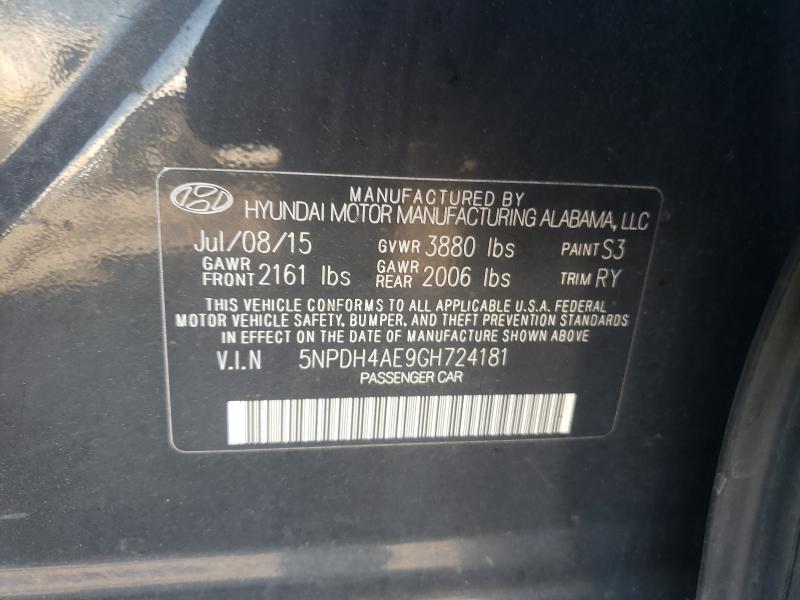 MANUFACTURED BY
HYUNDAI MOTOR MANUFACTURING ALABAMA, LLC
Jul/08/15 GVWR 3880 lbs PAINT S3
GAWR FRONT 2161 lbs GAWR REAR 2006 lbs TRIM RY
THIS VEHICLE CONFORMS TO ALL APPLICABLE U.S.A. FEDERAL
MOTOR VEHICLE SAFETY, BUMPER, AND THEFT PREVENTION STANDARDS
IN EFFECT ON THE DATE OF MANUFACTURE SHOWN ABOVE
V.I.N 5NPDH4AE9GH724181
PASSENGER CAR